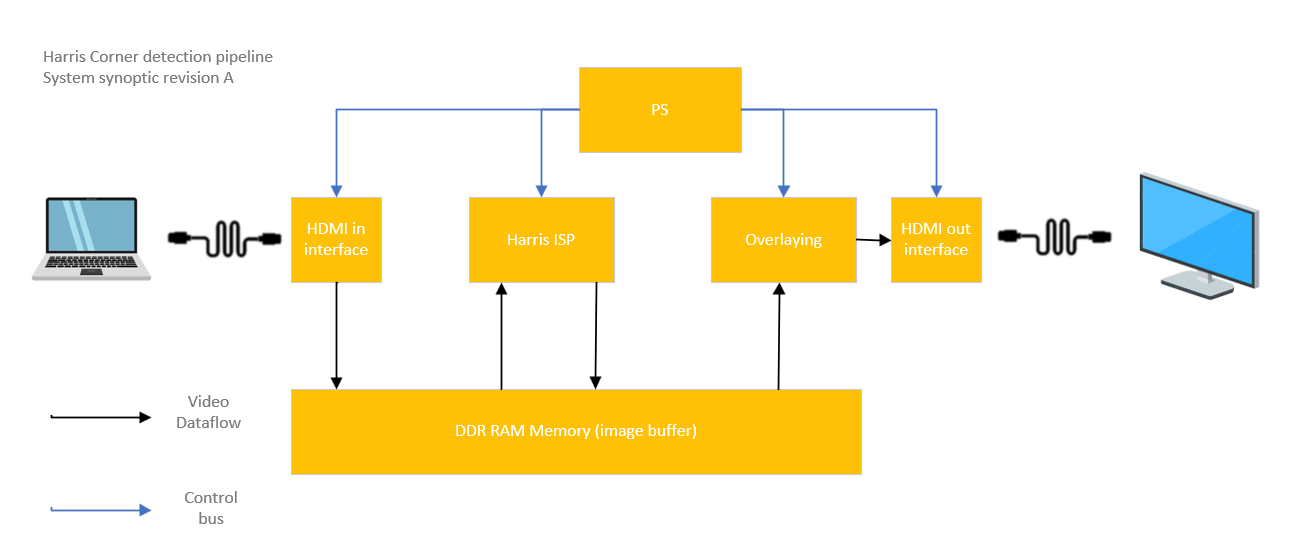 Harris Corner detection pipeline
System synoptic revision A
PS
HDMI in
interface
Harris ISP
Overlaying
HDMI out
interface
DDR RAM Memory (image buffer)
Video
Dataflow
Control
bus